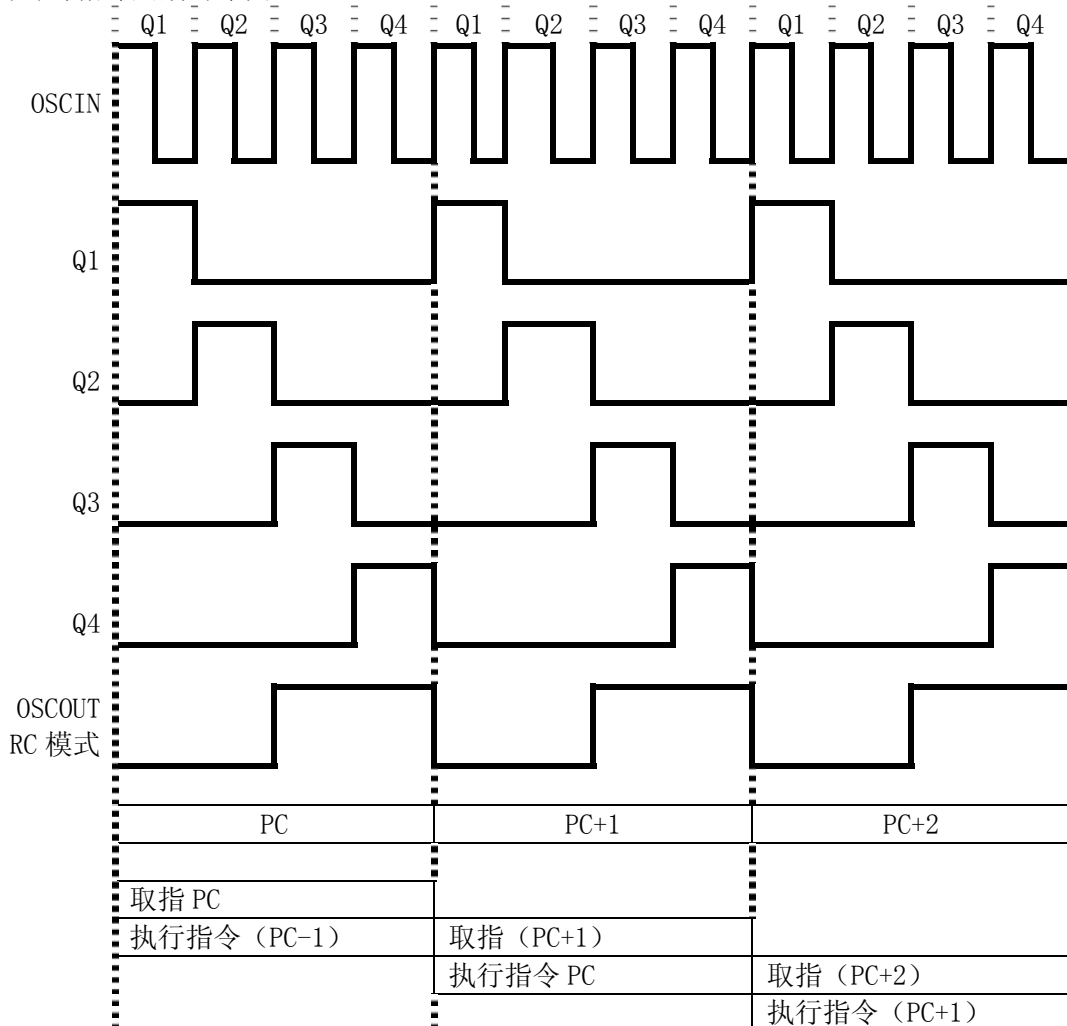 Q1 Q2 Q3 Q4 Q1 Q2 Q3 Q4 Q1 Q2 Q3 Q4
OSCIN
Q1
Q2
Q3
Q4
OSCOUT
RC 模式
PC PC+1 PC+2
取指 PC
执行指令（PC-1） 取指（PC+1）
执行指令 PC 取指（PC+2）
执行指令（PC+1）